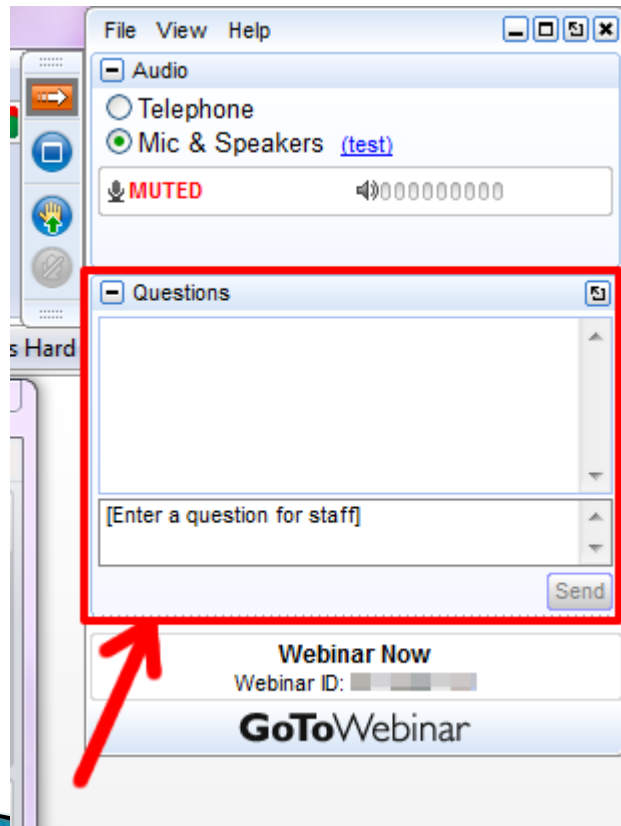 File View Help
Audio
Telephone
Mic & Speakers (test)
MUTED 000000000
Questions
s Hard
[Enter a question for staff]
Send
Webinar Now
Webinar ID:
GoToWebinar